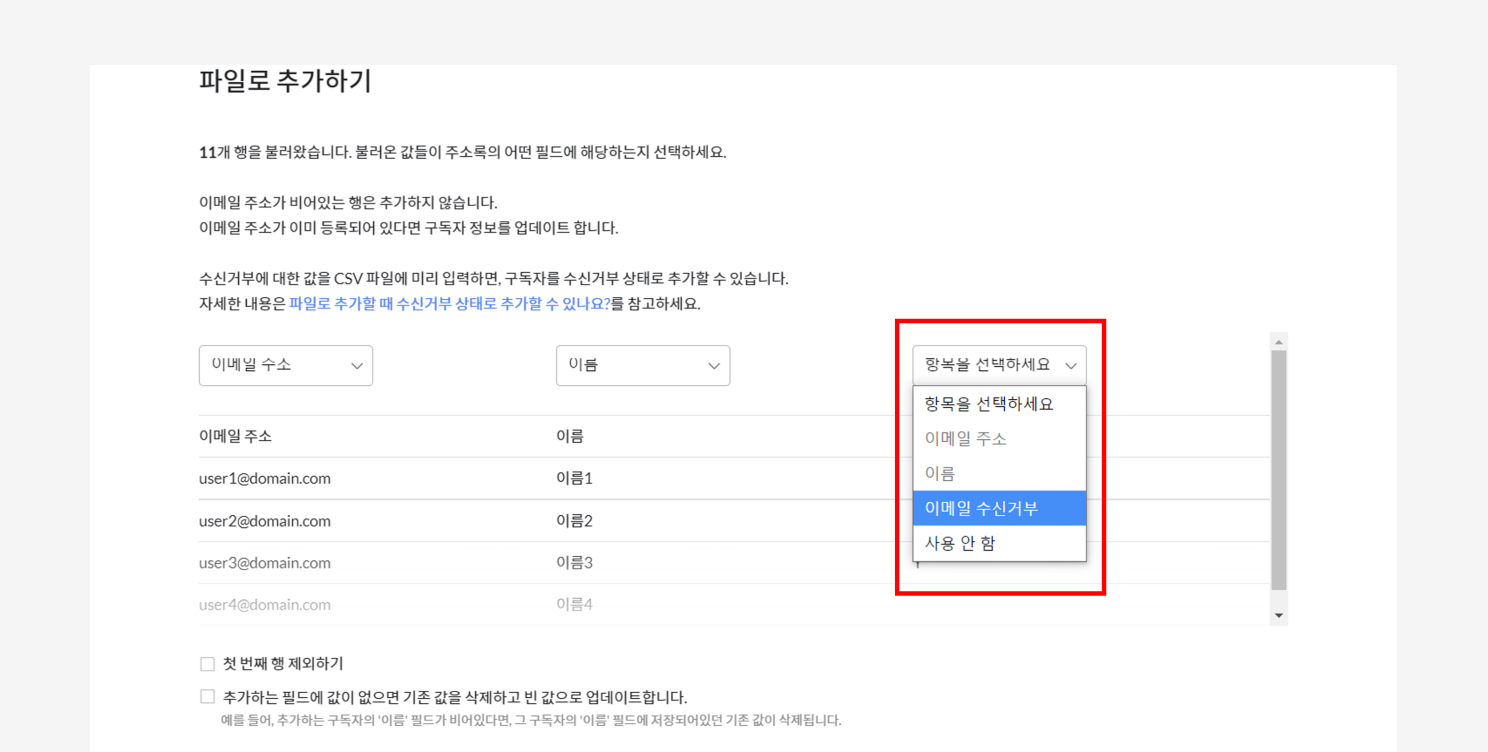 파일로 추가하기
11개 행을 불러왔습니다. 불러온 값들이 주소록의 어떤 필드에 해당하는지 선택하세요.
이메일 주소가 비어있는 행은 추가하지 않습니다.
이메일 주소가 이미 등록되어 있다면 구독자 정보를 업데이트 합니다.
수신거부에 대한 값을 CSV 파일에 미리 입력하면, 구독자를 수신거부 상태로 추가할 수 있습니다.
자세한 내용은 파일로 추가할 때 수신거부 상태로 추가할 수 있나요?를 참고하세요.
이메일 주소 이름 항목을 선택하세요
항목을 선택하세요
이메일 주소
이름
이메일 수신거부
사용 안 함
이메일 주소 이름
user1@domain.com 이름1
user2@domain.com 이름2
user3@domain.com 이름3
user4@domain.com 이름4
첫 번째 행 제외하기
추가하는 필드에 값이 없으면 기존 값을 삭제하고 빈 값으로 업데이트합니다.
예를 들어, 추가하는 구독자의 '이름' 필드가 비어있다면, 그 구독자의 '이름' 필드에 저장되어있던 기존 값이 삭제됩니다.